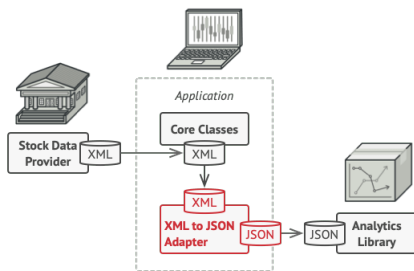 Application
Stock Data
Provider
XML
Core Classes
XML
XML
XML to JSON
Adapter
JSON
JSON
Analytics
Library